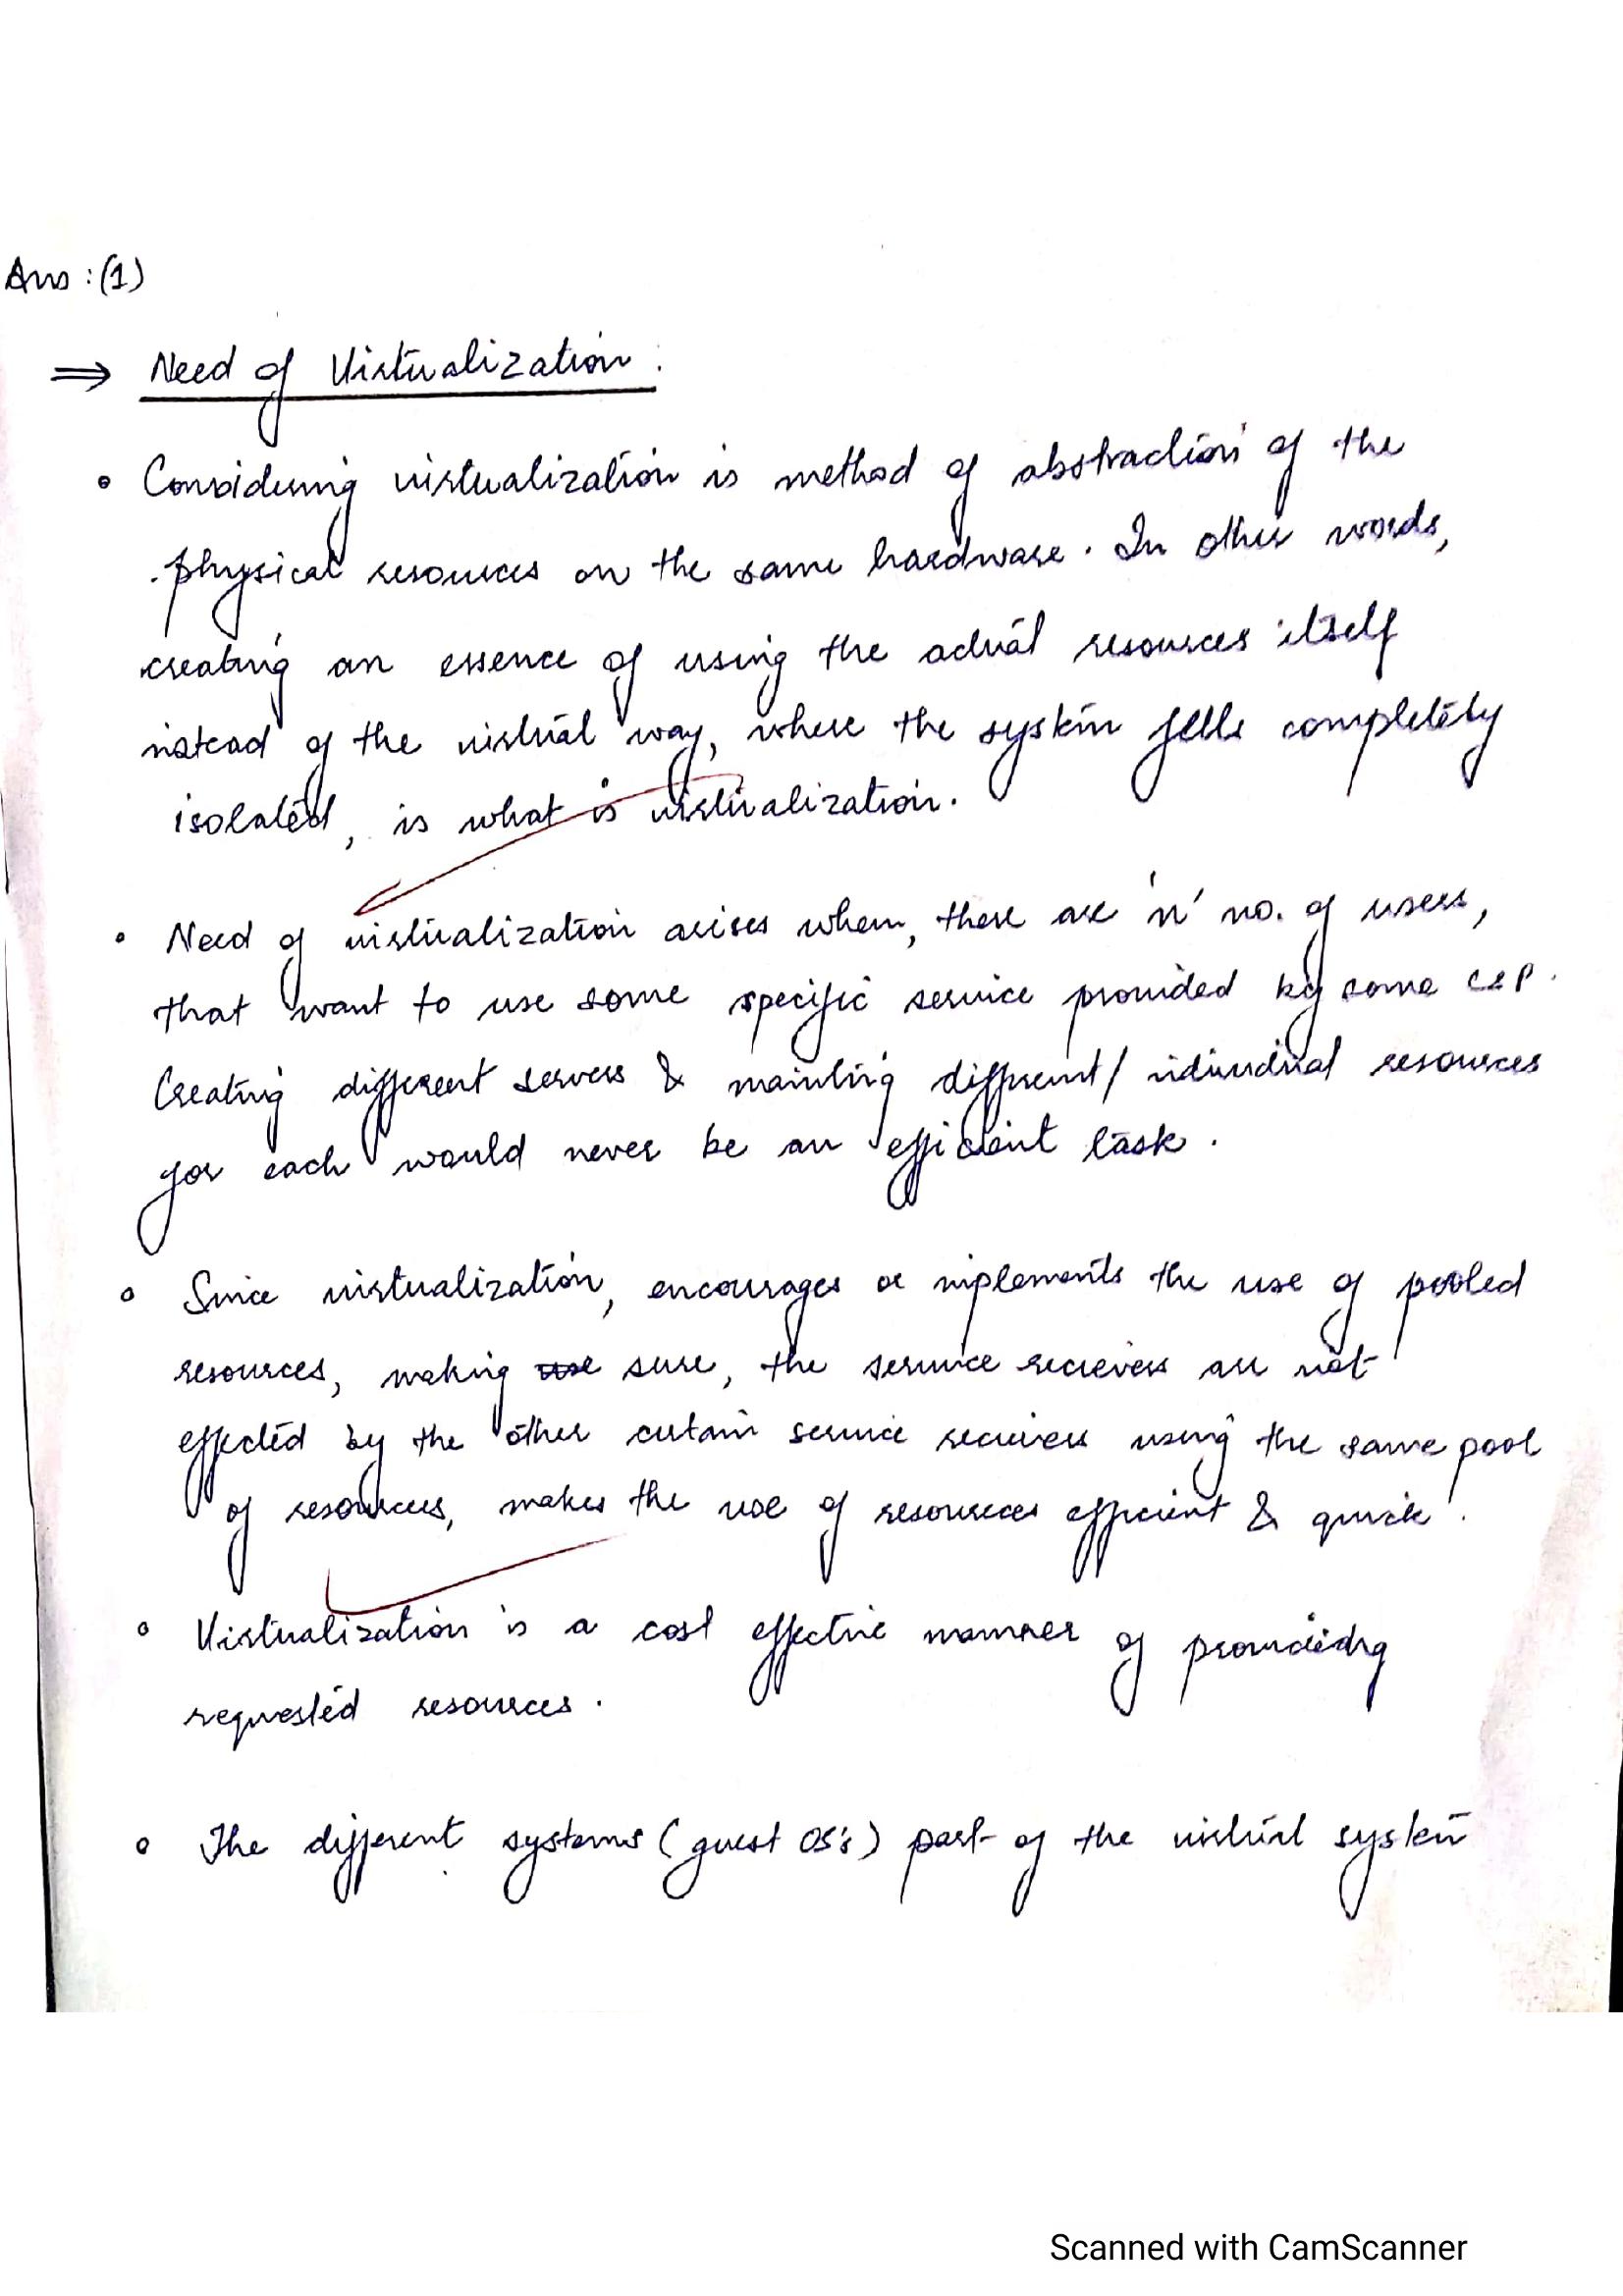 Ans : (1)
⇒ Need of Virtualization :
• Considering virtualization is method of abstraction of the
physical resources on the same hardware. In other words,
creating an essence of using the actual resources itself
instead of the virtual way, where the system fells completely
isolated, is what is virtualization.
• Need of virtualization arises when, there are 'n' no. of users,
that want to use some specific service provided by some CSP.
Creating different servers & mainting different/ individual resources
for each would never be an efficient task.
• Since virtualization, encourages or implements the use of pooled
resources, making use sure, the service recievers are not
effected by the other certain service recievers using the same pool
of resources, makes the use of resources efficient & quick.
• Virtualization is a cost effective manner of providing
requested resources.
• The different systems (guest OS's) part of the virtual system
Scanned with CamScanner